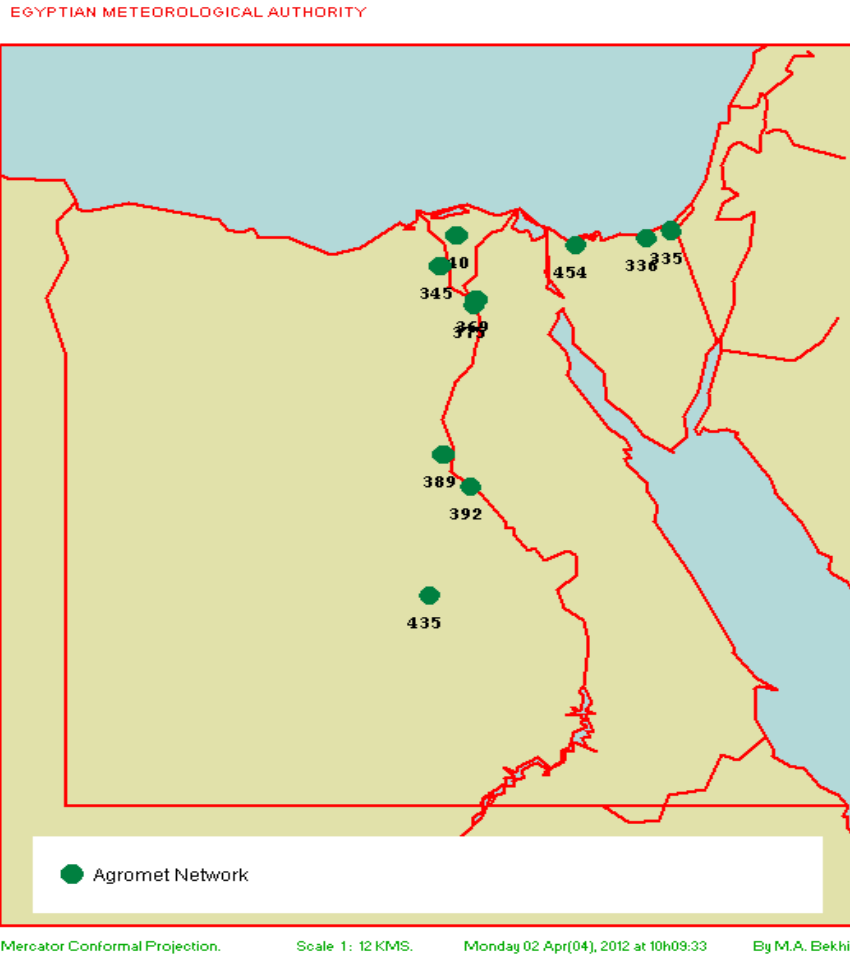 EGYPTIAN METEOROLOGICAL AUTHORITY
335
336
454
345
389
392
435
Agromet Network
Mercator Conformal Projection. Scale 1: 12 KMS. Monday 02 Apr(04), 2012 at 10h09:33 By M.A. Bekhi